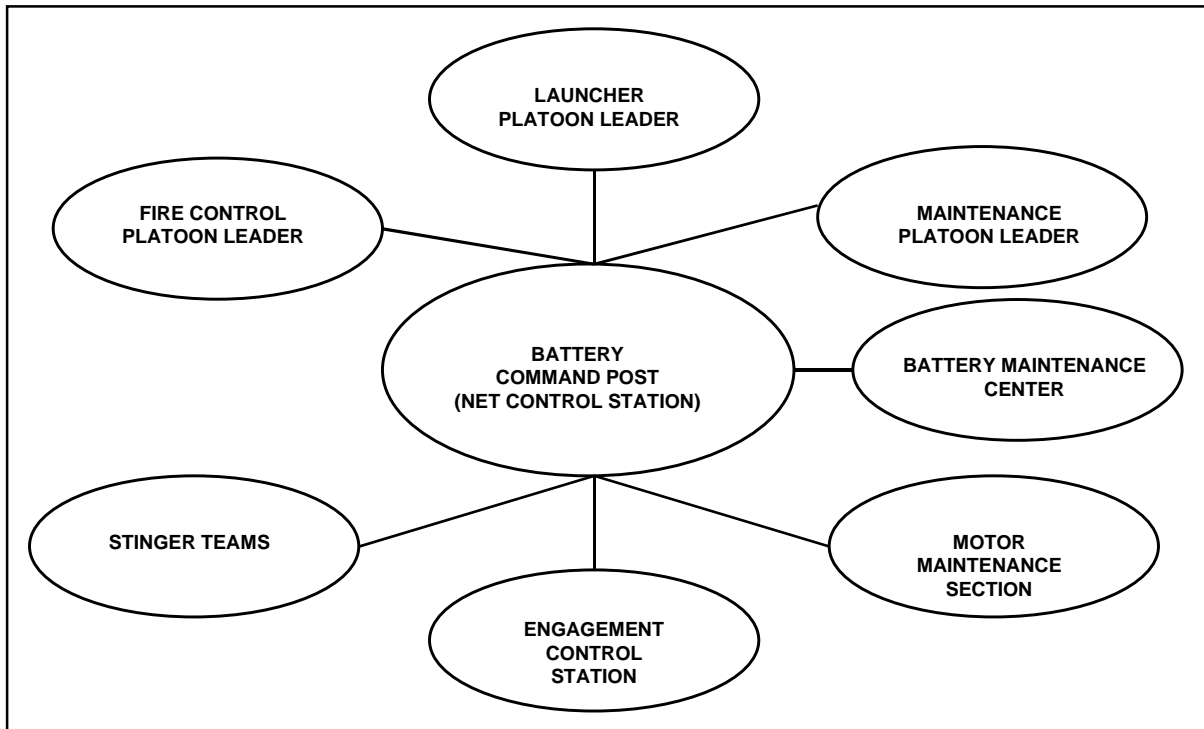 LAUNCHER
PLATOON LEADER
FIRE CONTROL
PLATOON LEADER
MAINTENANCE
PLATOON LEADER
BATTERY
COMMAND POST
(NET CONTROL STATION)
BATTERY MAINTENANCE
CENTER
STINGER TEAMS
MOTOR
MAINTENANCE
SECTION
ENGAGEMENT
CONTROL
STATION